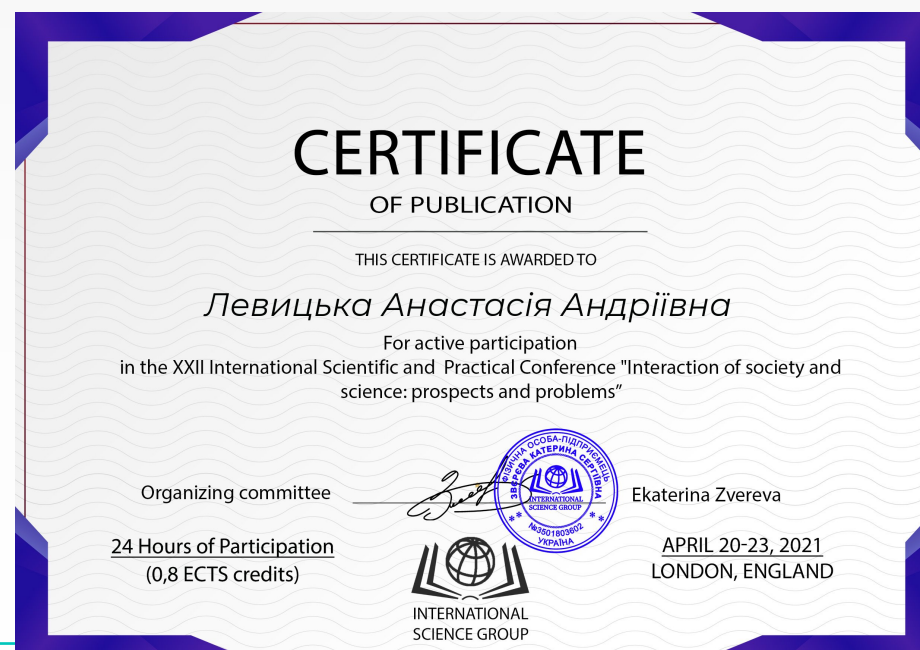 CERTIFICATE
OF PUBLICATION
THIS CERTIFICATE IS AWARDED TO
Левицька Анастасія Андріївна
For active participation
in the XXII International Scientific and Practical Conference "Interaction of society and
science: prospects and problems”
ФІЗИЧНА ОСОБА-ПІДПРИЄМЕЦЬ
ЗВЄРЄВА КАТЕРИНА СЕРГІЇВНА
INTERNATIONAL
SCIENCE GROUP
№3501803602
УКРАЇНА
Organizing committee
Ekaterina Zvereva
24 Hours of Participation
(0,8 ECTS credits)
APRIL 20-23, 2021
LONDON, ENGLAND
INTERNATIONAL
SCIENCE GROUP